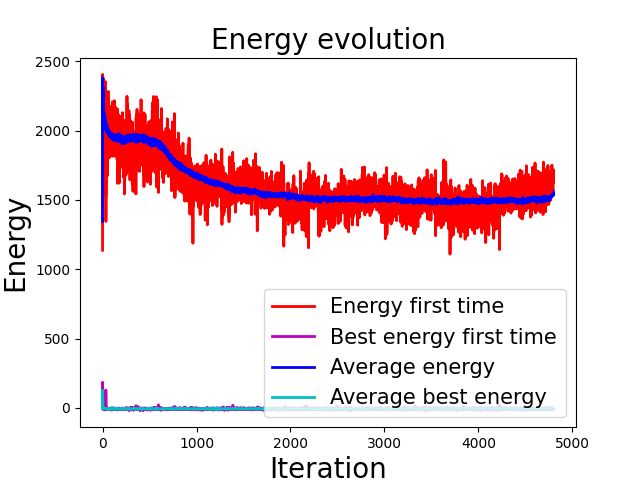 Energy evolution
2500
2000
1500
1000
500
0
Energy
Energy first time
Best energy first time
Average energy
Average best energy
0 1000 2000 3000 4000 5000
Iteration